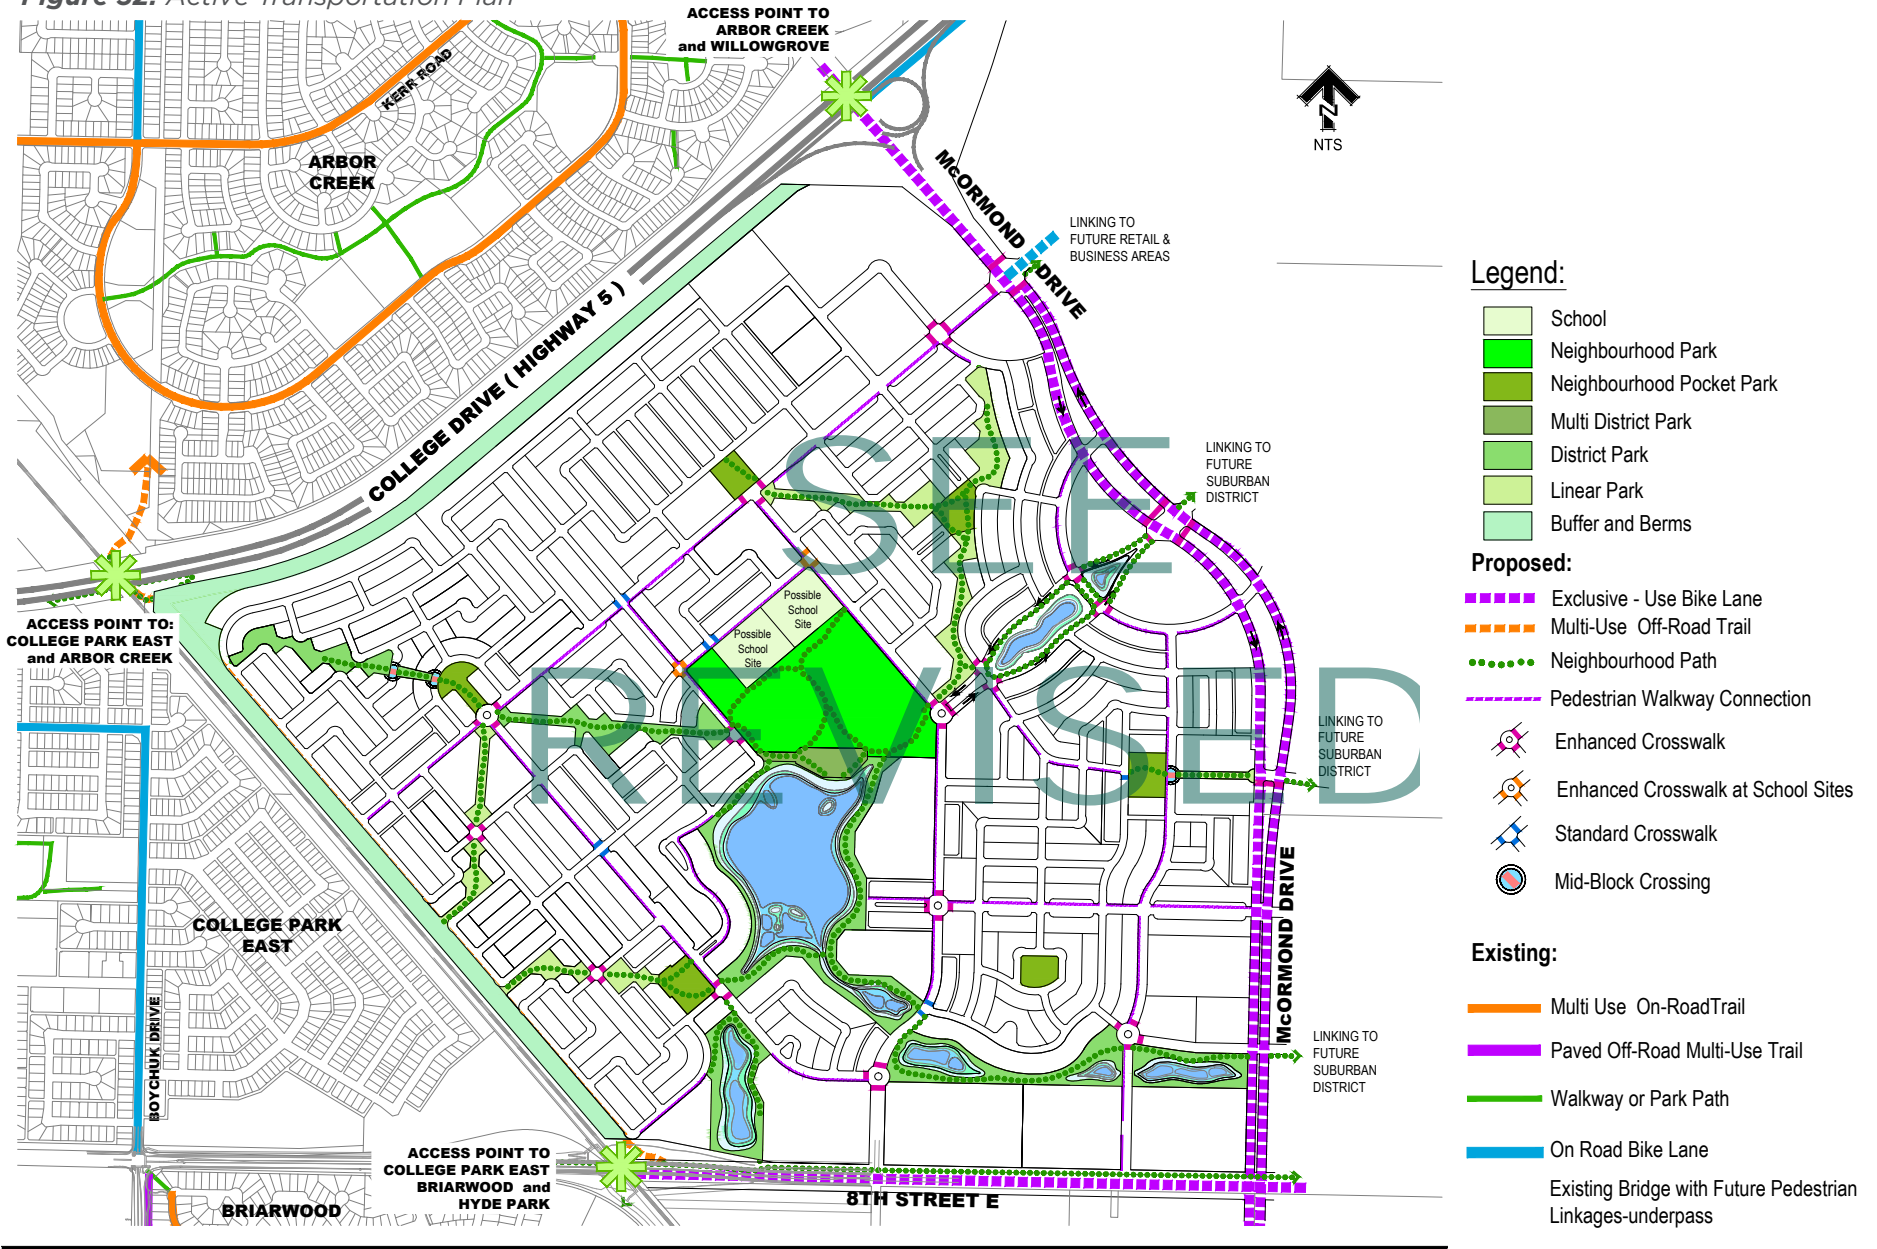 Figure 32: Active Transportation Plan
ACCESS POINT TO
ARBOR CREEK
and WILLOWGROVE
KERR ROAD
ARBOR
CREEK
NTS
McCORMOND DRIVE
LINKING TO
FUTURE RETAIL &
BUSINESS AREAS
COLLEGE DRIVE ( HIGHWAY 5 )
LINKING TO
FUTURE
SUBURBAN
DISTRICT
SEE
REVISED
Possible
School
Site
Possible
School
Site
ACCESS POINT TO:
COLLEGE PARK EAST
and ARBOR CREEK
LINKING TO
FUTURE
SUBURBAN
DISTRICT
COLLEGE PARK
EAST
BOYCHUK DRIVE
McORMOND DRIVE
LINKING TO
FUTURE
SUBURBAN
DISTRICT
ACCESS POINT TO
COLLEGE PARK EAST
BRIARWOOD and
HYDE PARK
BRIARWOOD
8TH STREET E
Legend:
School
Neighbourhood Park
Neighbourhood Pocket Park
Multi District Park
District Park
Linear Park
Buffer and Berms
Proposed:
Exclusive - Use Bike Lane
Multi-Use Off-Road Trail
Neighbourhood Path
Pedestrian Walkway Connection
Enhanced Crosswalk
Enhanced Crosswalk at School Sites
Standard Crosswalk
Mid-Block Crossing
Existing:
Multi Use On-RoadTrail
Paved Off-Road Multi-Use Trail
Walkway or Park Path
On Road Bike Lane
Existing Bridge with Future Pedestrian
Linkages-underpass